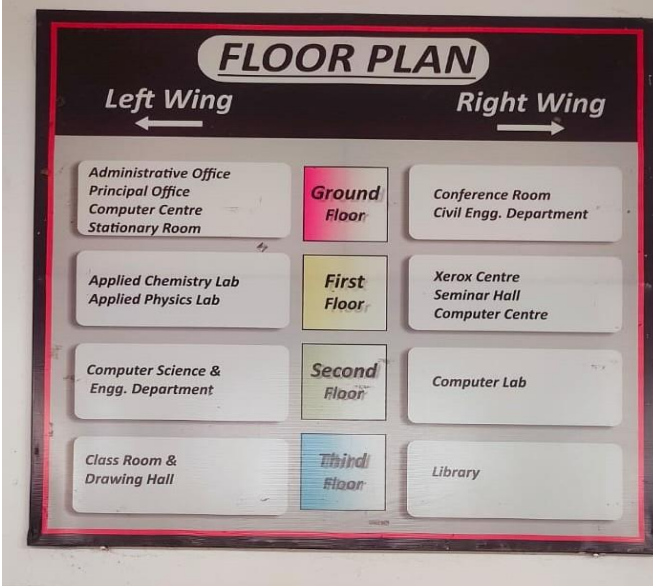 FLOOR PLAN
Left Wing
Right Wing
Administrative Office
Principal Office
Computer Centre
Stationary Room
Ground
Floor
Conference Room
Civil Engg. Department
Applied Chemistry Lab
Applied Physics Lab
First
Floor
Xerox Centre
Seminar Hall
Computer Centre
Computer Science &
Engg. Department
Second
Floor
Computer Lab
Class Room &
Drawing Hall
Third
Floor
Library